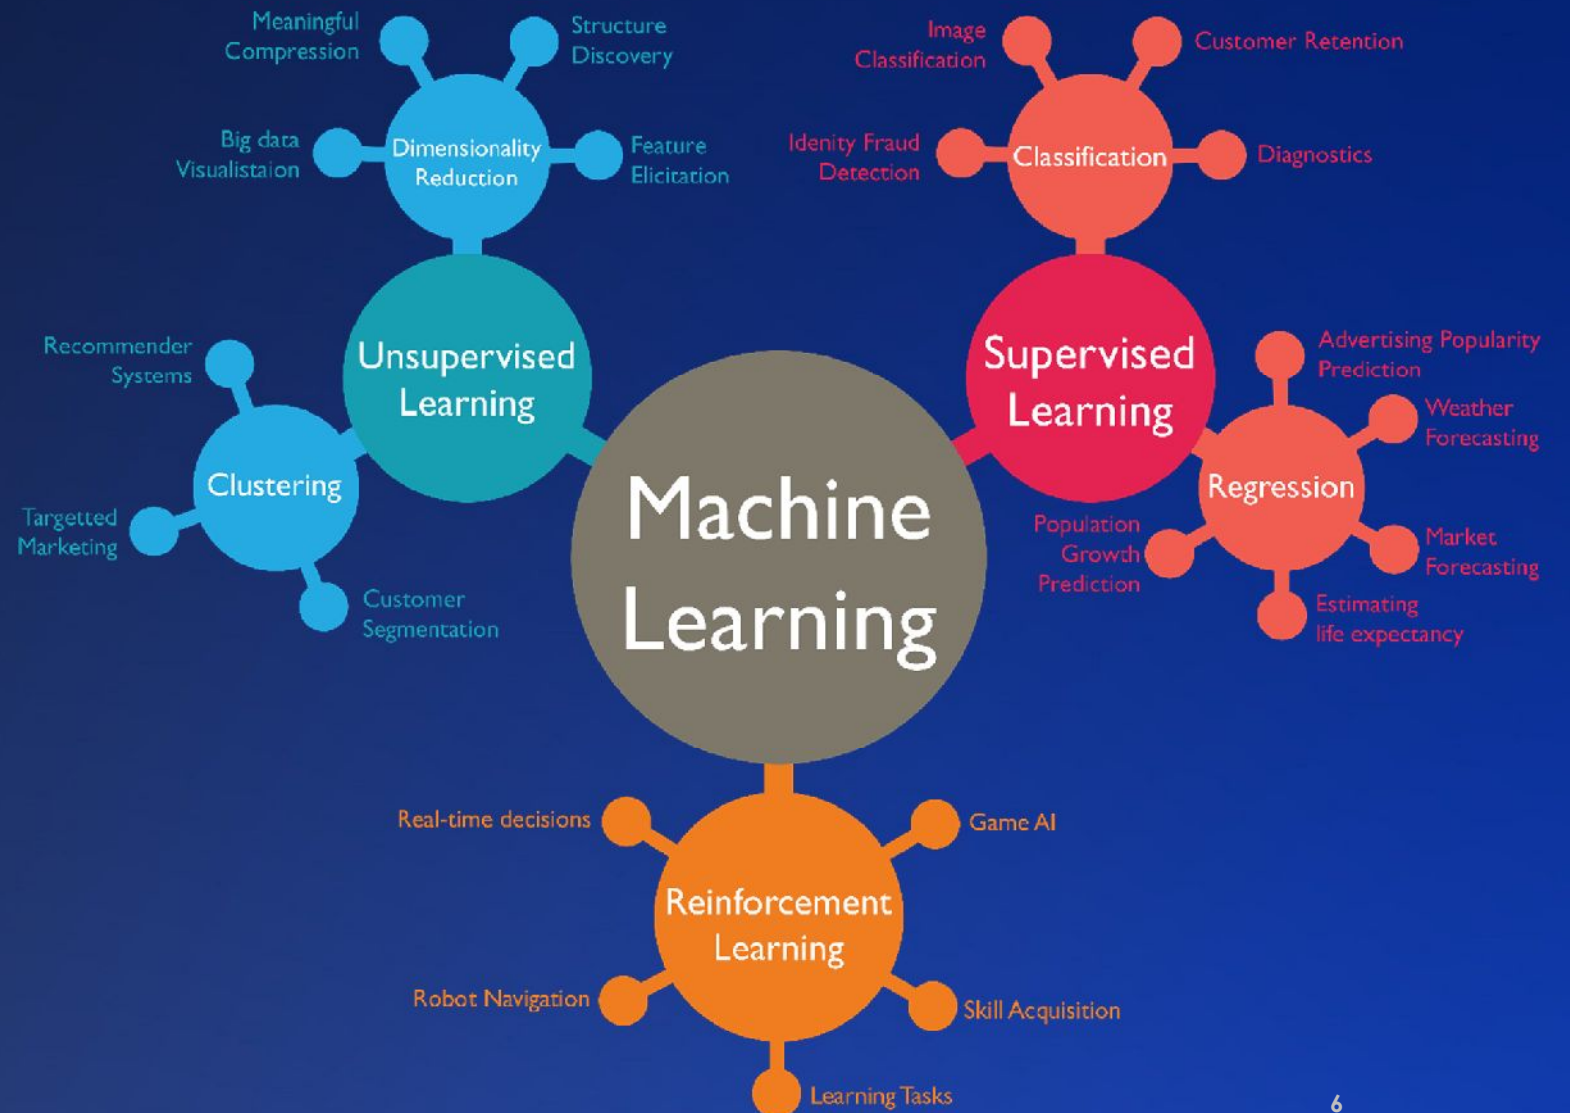 Meaningful
Compression
Structure
Discovery
Big data
Visualistaion
Dimensionality
Reduction
Feature
Elicitation
Image
Classification
Customer Retention
Idenity Fraud
Detection
Classification
Diagnostics
Unsupervised
Learning
Supervised
Learning
Recommender
Systems
Clustering
Targetted
Marketing
Customer
Segmentation
Machine
Learning
Advertising Popularity
Prediction
Weather
Forecasting
Regression
Population
Growth
Prediction
Market
Forecasting
Estimating
life expectancy
Real-time decisions
Game AI
Reinforcement
Learning
Robot Navigation
Skill Acquisition
Learning Tasks
6